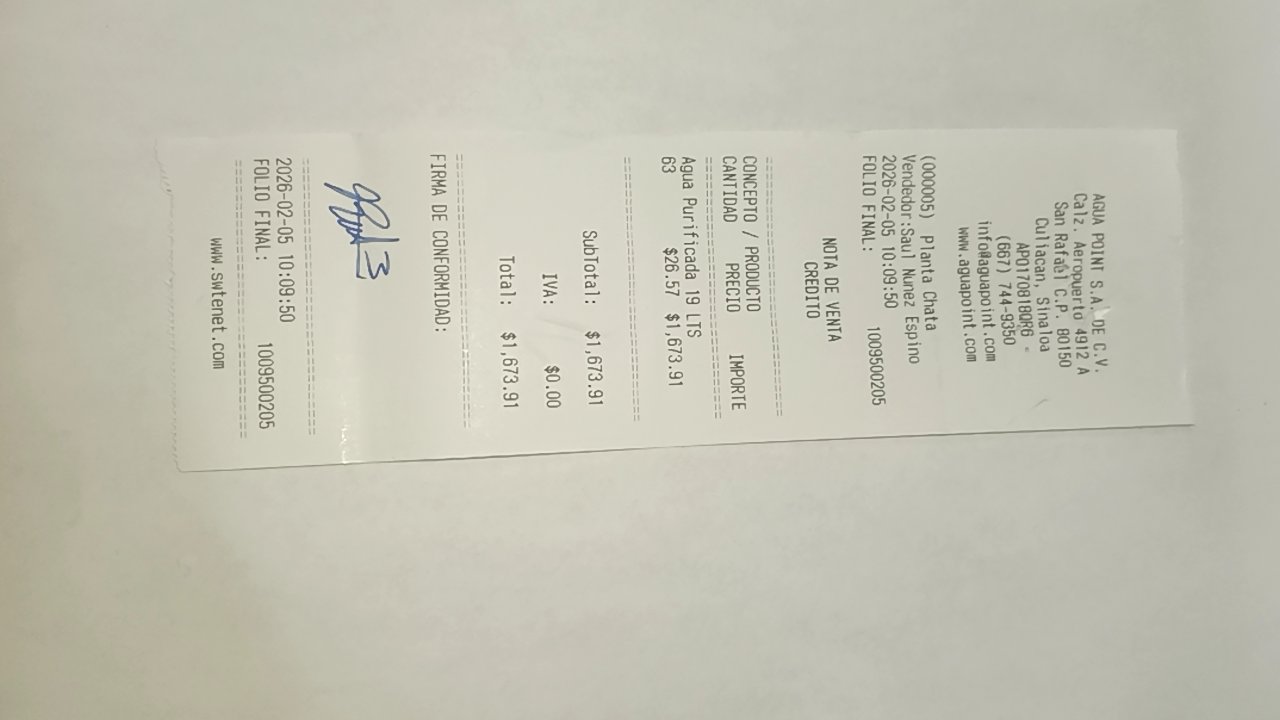 AGUA POINT S.A. DE C.V.
Calz. Aeropuerto 4912 A
San Rafael C.P. 80150
Culiacan, Sinaloa
APO170818QR6
(667) 744-9350
info@aguapoint.com
www.aguapoint.com
(000005) Planta Chata
Vendedor:Saul Nunez Espino
2026-02-05 10:09:50
FOLIO FINAL: 1009500205
NOTA DE VENTA
CREDITO
==========================
CONCEPTO / PRODUCTO
CANTIDAD PRECIO IMPORTE
==========================
Agua Purificada 19 LTS
63 $26.57 $1,673.91
==========================
SubTotal: $1,673.91
IVA: $0.00
Total: $1,673.91
==========================
FIRMA DE CONFORMIDAD:
==========================
2026-02-05 10:09:50
FOLIO FINAL: 1009500205
==========================
www.swtenet.com